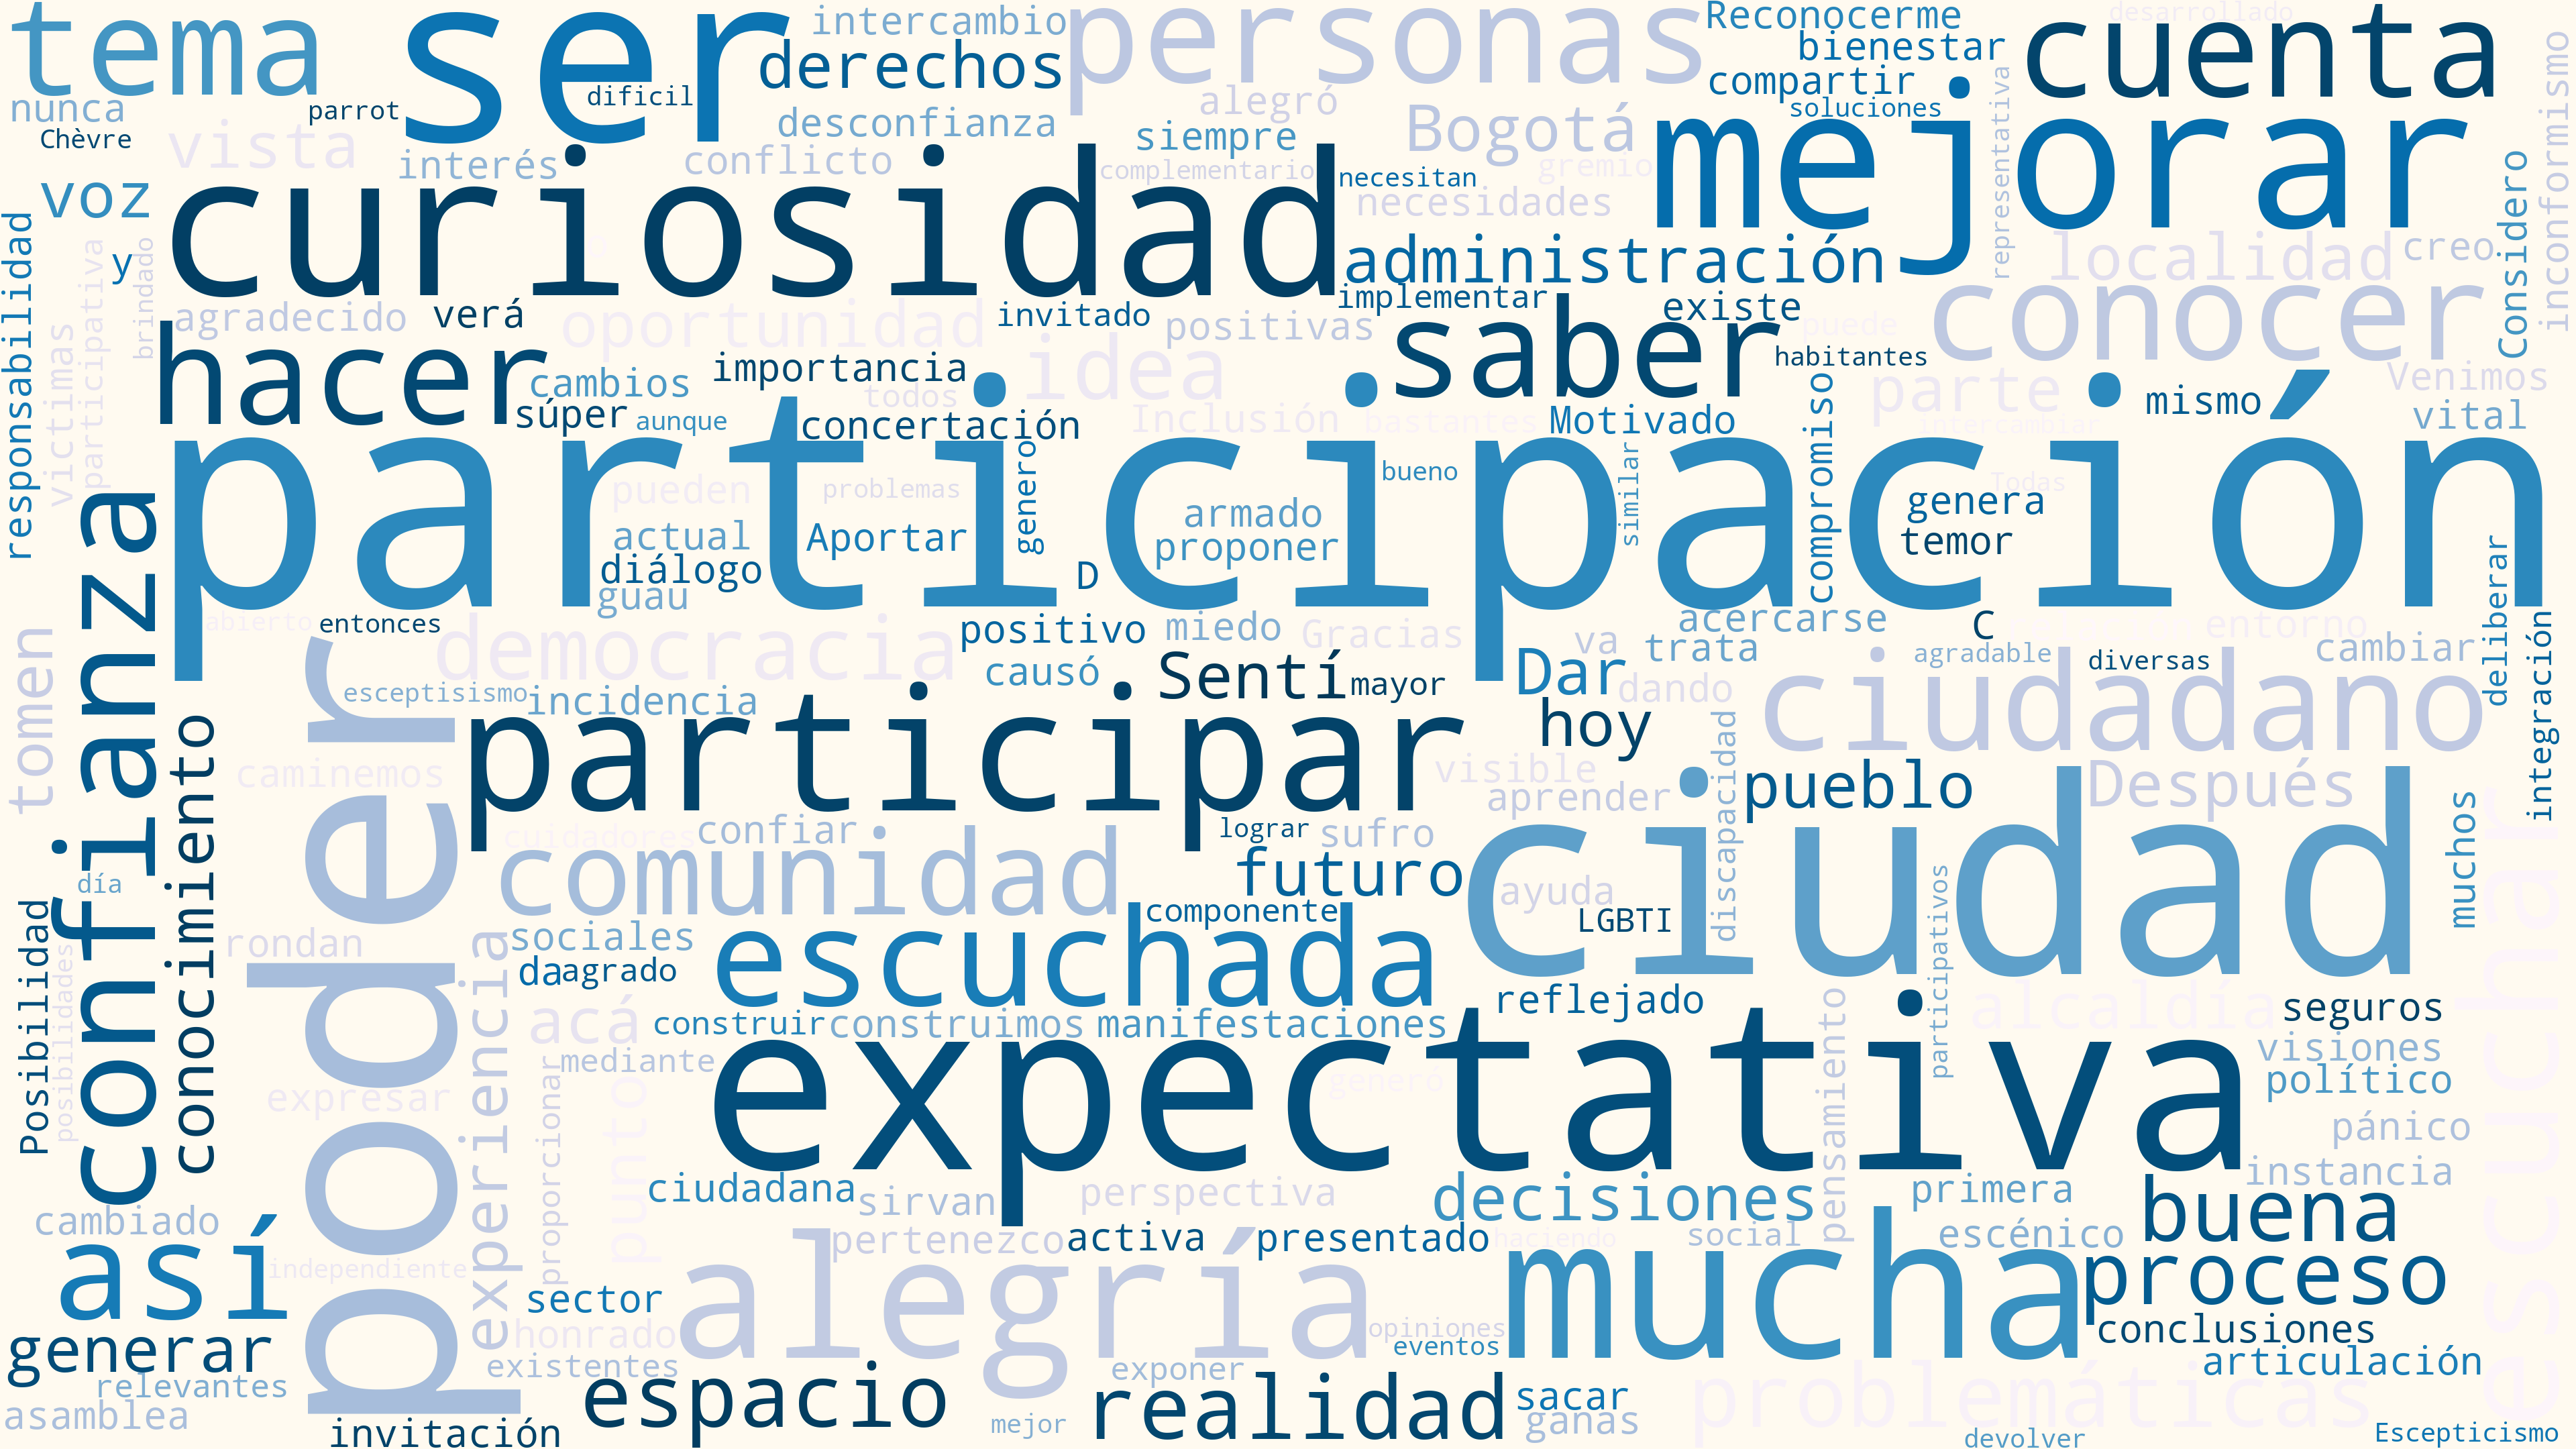 tema
ser
intercambio
personas
Reconocerme
desarrollado
cuenta
derechos
bienestar
compartir
nunca
parrot
dificil
alegró
soluciones
Chèvre
vista
desconfianza
siempre
Bogotá
mejorar
representativa
inconformismo
interés
conflicto
complementario
necesitan
gremio
voz
curiosidad
necesidades
Considero
responsabilidad
participativa
brindado
y
administración
localidad
creo
agradecido
verá
oportunidad
invitado
implementar
positivas
existe
puede
conocer
victimas
hacer
importancia
idea
saber
habitantes
cambios
todos
parte
Venimos
súper
aunque
concertación
Inclusión
bastantes
Motivado
compromiso
mismo
vital
intercambiar
participación
genero
bueno
similar
pueden
problemas
Todas
genera
actual
Aportar
armado
proponer
temor
diálogo
D
guau
confianza
abierto
entonces
democracia
positivo
miedo
Gracias
va
trata
acercarse
C
entorno
cambiar
deliberar
integración
causó
Sentí
mayor
Dar
dando
agradable
diversas
tomen
esceptisismo
incidencia
participar
hoy
ciudadano
conocimiento
poder
caminemos
visible
aprender
discapacidad
pueblo
Después
cuidadores
confiar
lograr
sufro
ciudad
muchos
comunidad
futuro
día
ayuda
LGBTI
participativos
escuchar
Posibilidad
posibilidades
rondan
experiencia
sociales
componente
da
agrado
escuchada
reflejado
alcaldía
seguros
acá
construir
construimos
manifestaciones
pensamiento
visiones
mediante
expectativa
político
expresar
proporcionar
punto
generó
pánico
instancia
ciudadana
sirvan
perspectiva
decisiones
primera
buena
cambiado
así
pertenezco
activa
presentado
haciendo
social
escénico
independiente
alegría
mucha
proceso
sector
generar
honrado
opiniones
eventos
conclusiones
existentes
exponer
articulación
relevantes
espacio
realidad
sacar
problemáticas
asamblea
invitación
mejor
ganas
devolver
Escepticismo